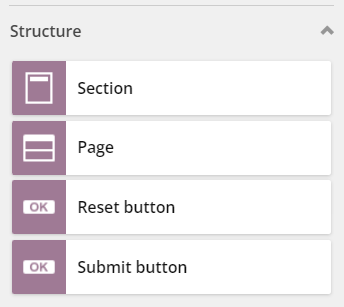 Structure
Section
Page
OK Reset button
OK Submit button